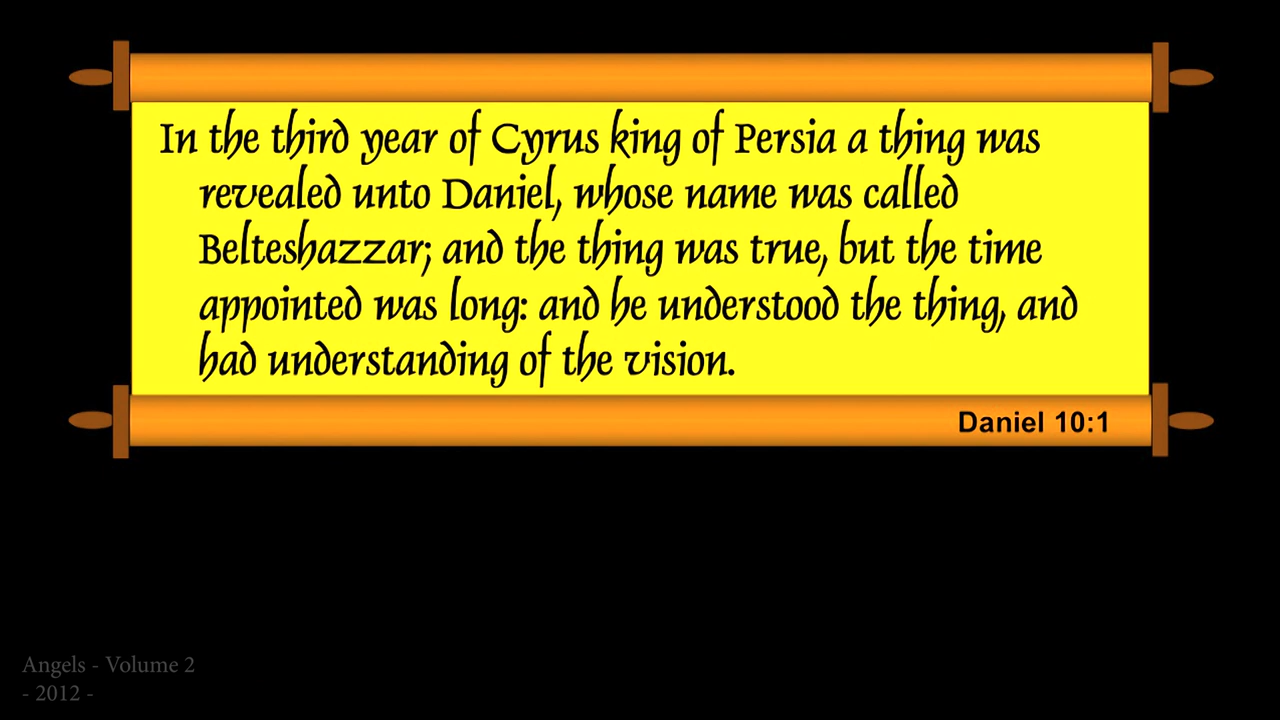 In the third year of Cyrus king of Persia a thing was
revealed unto Daniel, whose name was called
Belteshazzar; and the thing was true, but the time
appointed was long: and he understood the thing, and
had understanding of the vision.
Daniel 10:1
Angels - Volume 2
- 2012 -